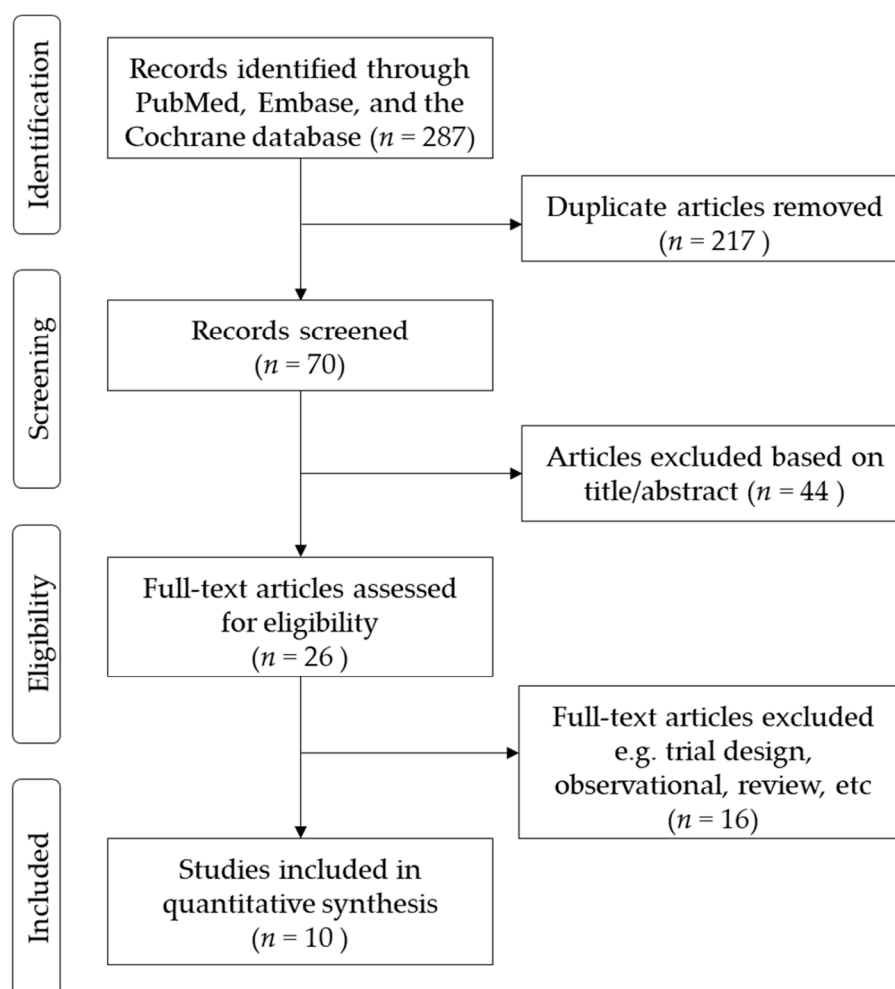 Identification
Records identified through
PubMed, Embase, and the
Cochrane database (n = 287)
Duplicate articles removed
(n = 217 )
Screening
Records screened
(n = 70)
Articles excluded based on
title/abstract (n = 44 )
Eligibility
Full-text articles assessed
for eligibility
(n = 26 )
Full-text articles excluded
e.g. trial design,
observational, review, etc
(n = 16)
Included
Studies included in
quantitative synthesis
(n = 10 )